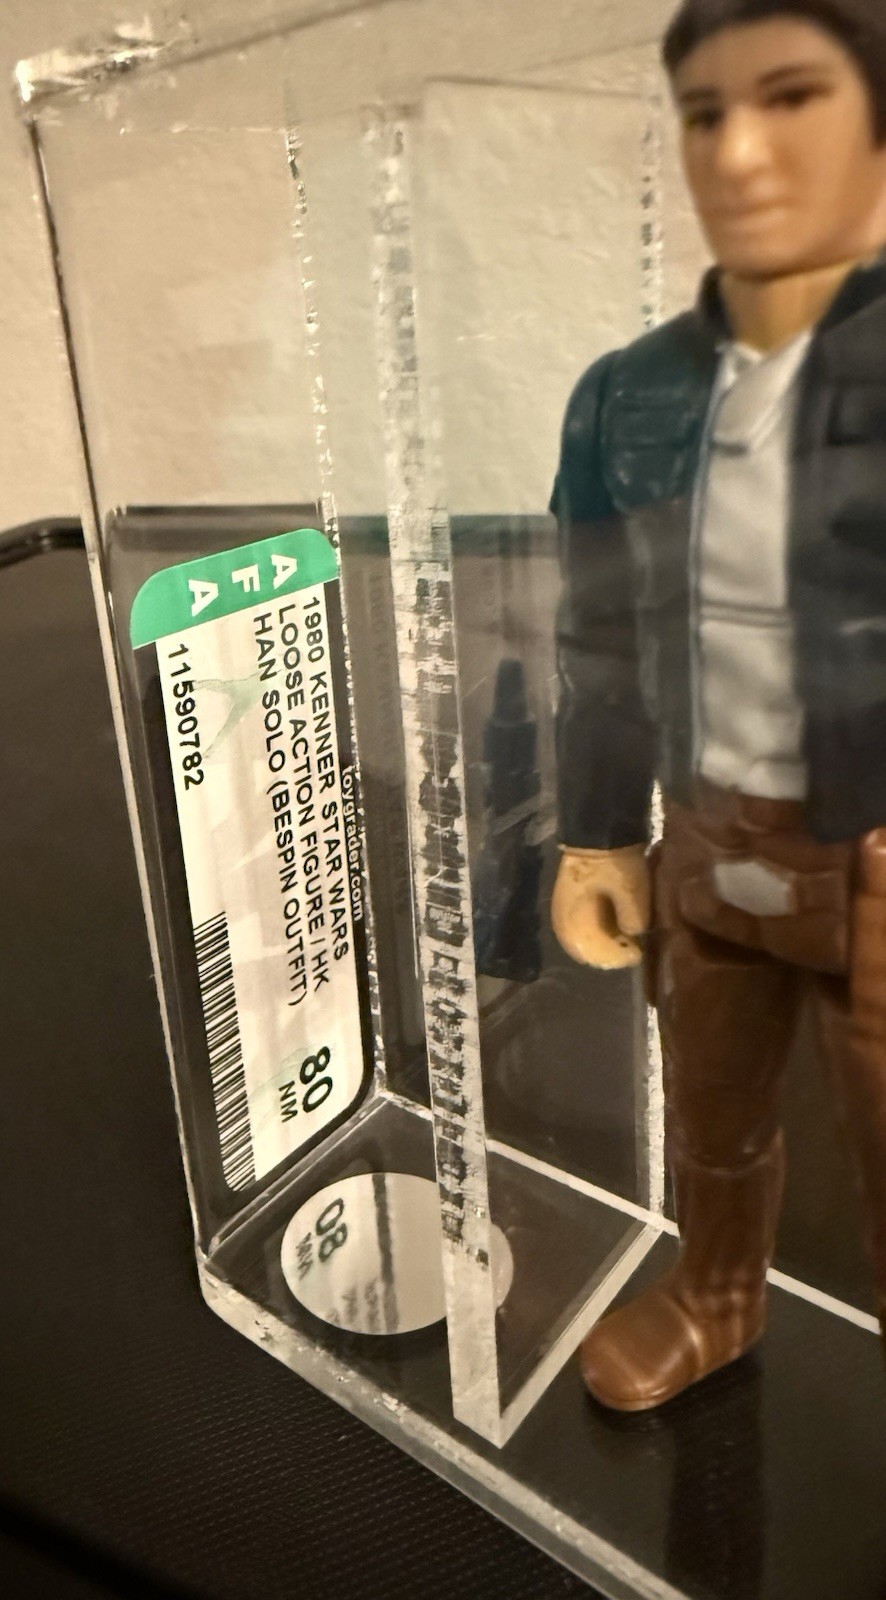 AFA
1980 KENNER STAR WARS
LOOSE ACTION FIGURE / HK
HAN SOLO (BESPIN OUTFIT)
80
NM
11590782
toygrader.com
80